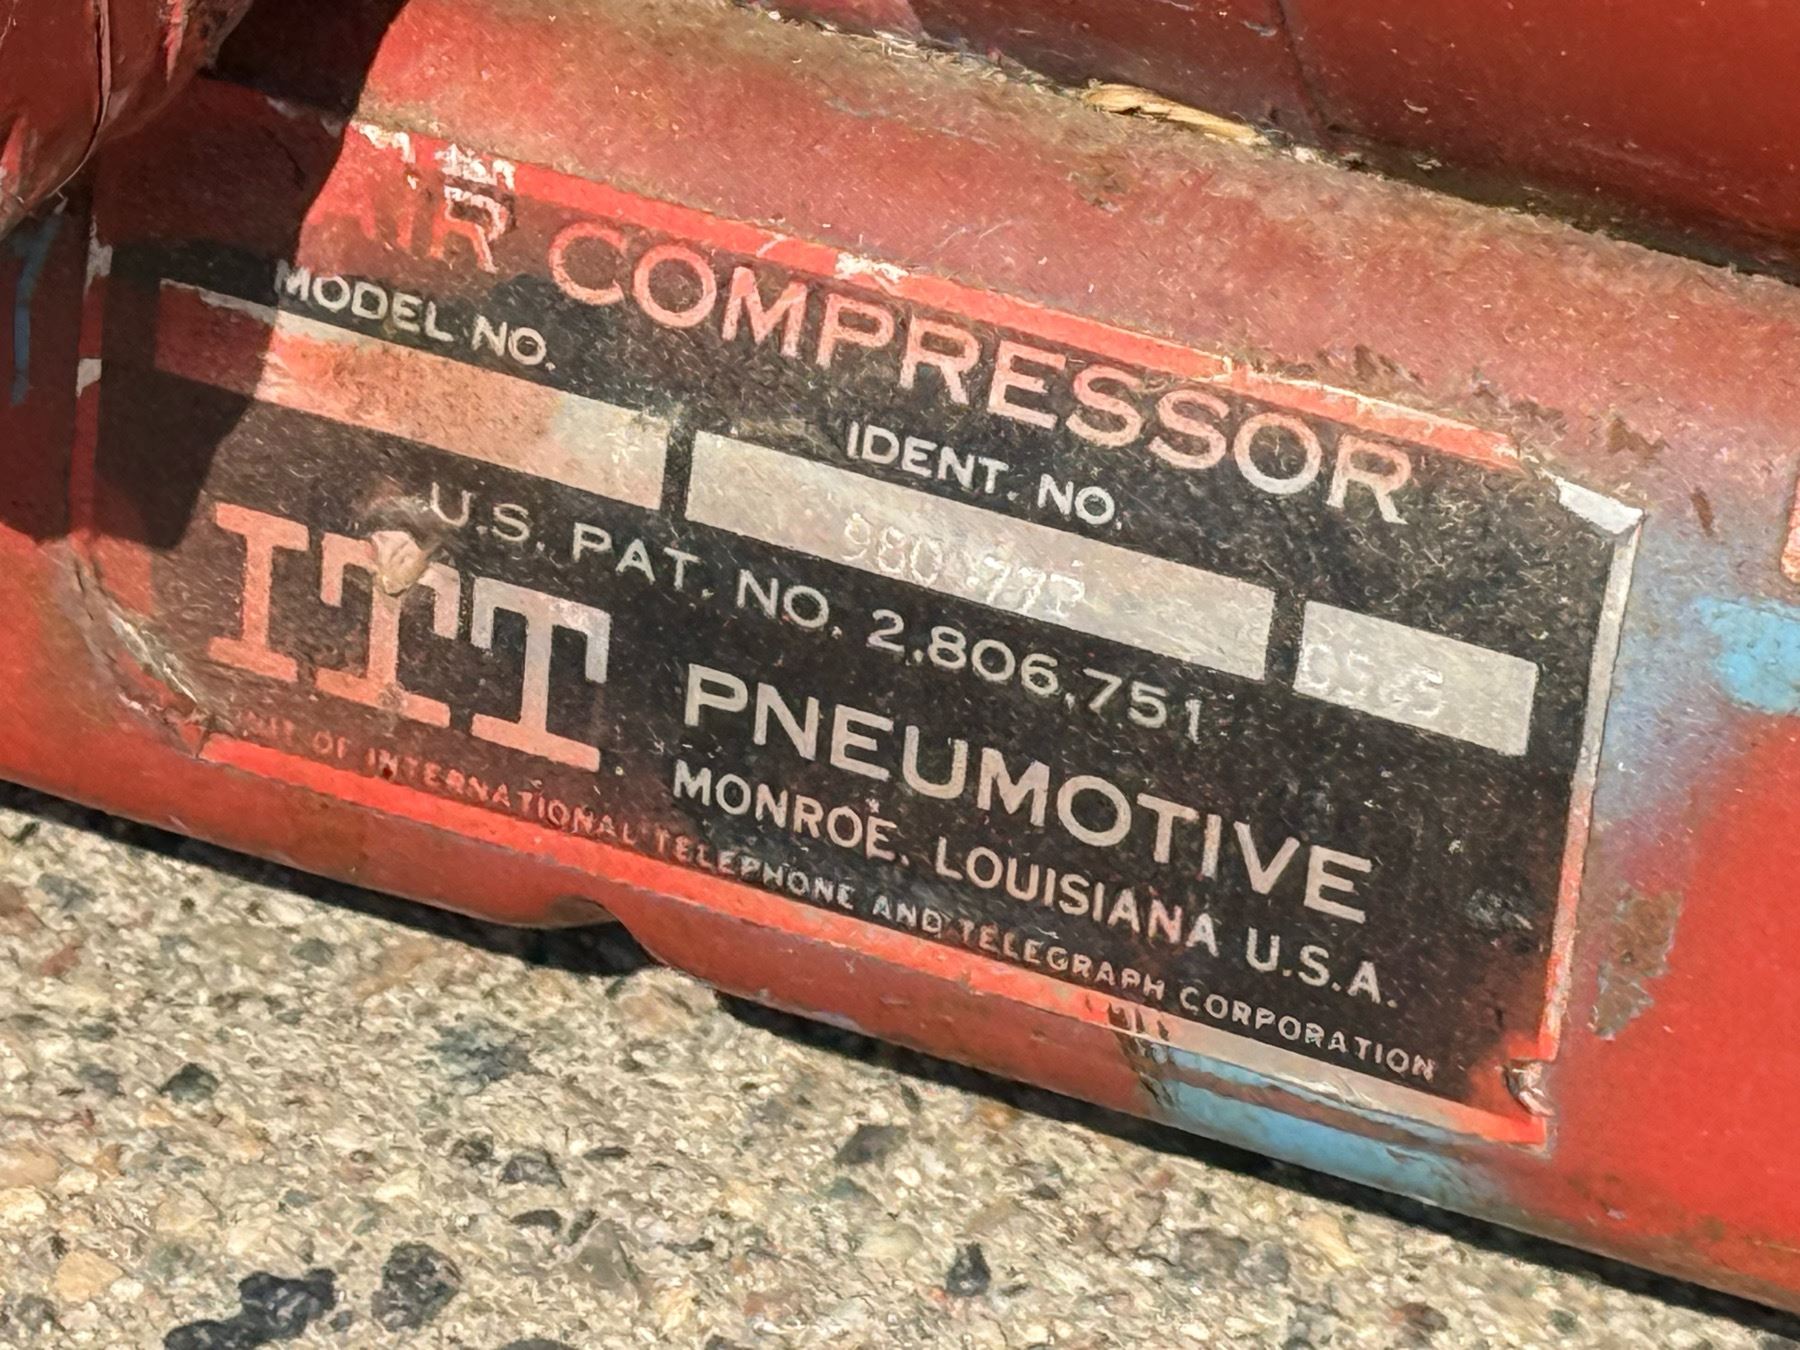 AIR COMPRESSOR
MODEL NO.
IDENT. NO.
U.S. PAT. NO. 2,806,751
ITT PNEUMOTIVE
MONROE, LOUISIANA U.S.A.
OF INTERNATIONAL TELEPHONE AND TELEGRAPH CORPORATION